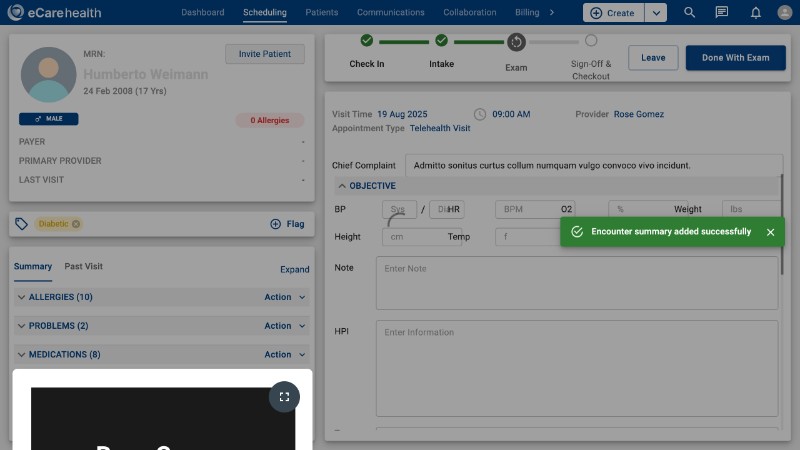 eCarehealth
Dashboard
Scheduling
Patients
Communications
Collaboration
Billing
Create
MRN:
Invite Patient
Humberto Weimann
24 Feb 2008 (17 Yrs)
MALE
0 Allergies
PAYER
-
PRIMARY PROVIDER
-
LAST VISIT
-
Diabetic
Flag
Summary
Past Visit
Expand
ALLERGIES (10)
Action
PROBLEMS (2)
Action
MEDICATIONS (8)
Action
Check In
Intake
Exam
Sign-Off &
Checkout
Leave
Done With Exam
Visit Time 19 Aug 2025
09:00 AM
Provider Rose Gomez
Appointment Type Telehealth Visit
Chief Complaint
Admitto sonitus curtus collum numquam vulgo convoco vivo incidunt.
OBJECTIVE
BP
Sys
/
HR
BPM
O2
%
Weight
lbs
Height
cm
Temp
f
Encounter summary added successfully
Note
Enter Note
HPI
Enter Information